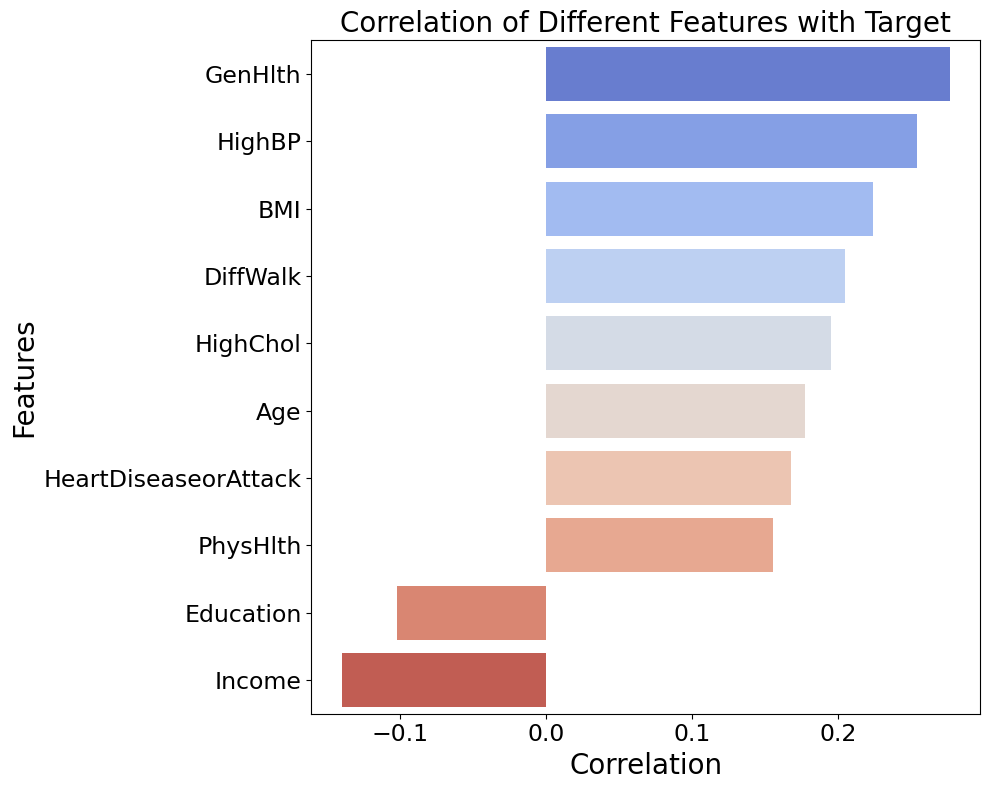 Correlation of Different Features with Target
GenHlth
HighBP
BMI
DiffWalk
HighChol
Age
HeartDiseaseorAttack
PhysHlth
Education
Income
Features
−0.1
0.0
0.1
0.2
Correlation